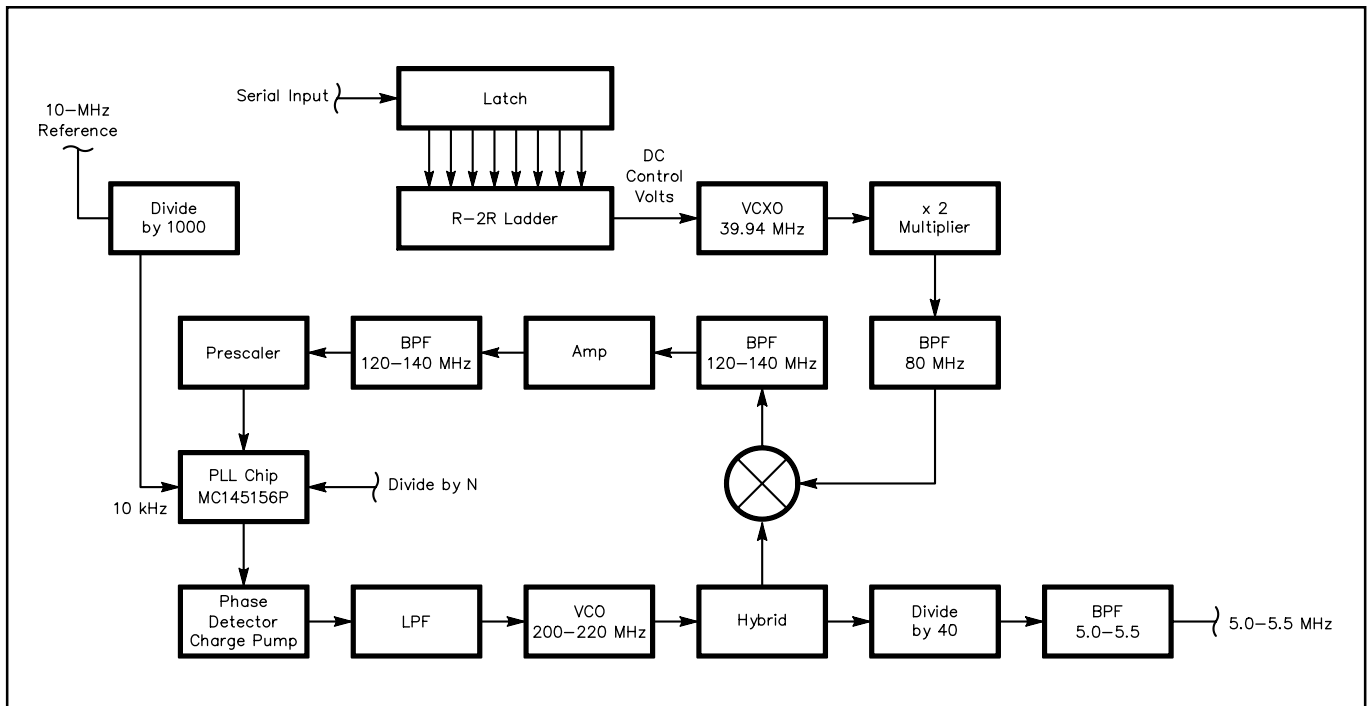 Serial Input
Latch
10-MHz
Reference
DC
Control
Volts
Divide
by 1000
R-2R Ladder
VCXO
39.94 MHz
x 2
Multiplier
Prescaler
BPF
120-140 MHz
Amp
BPF
120-140 MHz
BPF
80 MHz
PLL Chip
MC145156P
Divide by N
10 kHz
Phase
Detector
Charge Pump
LPF
VCO
200-220 MHz
Hybrid
Divide
by 40
BPF
5.0-5.5
5.0-5.5 MHz